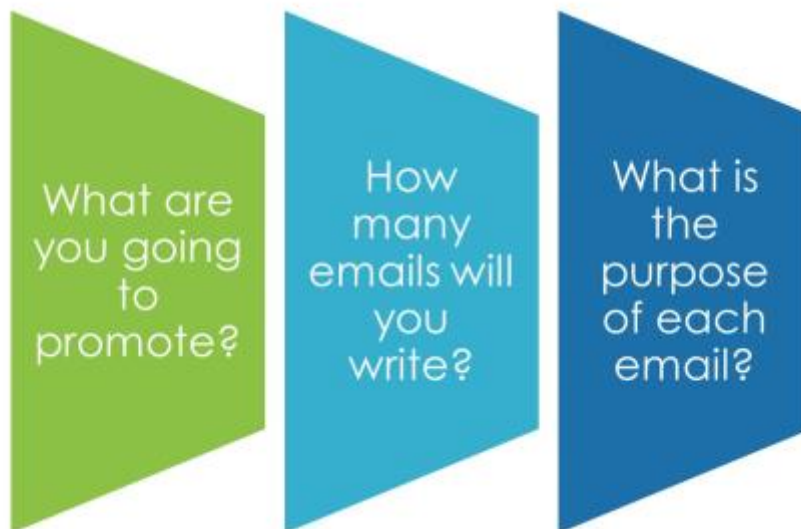 What are
you going
to
promote?
How
many
emails will
you
write?
What is
the
purpose
of each
email?